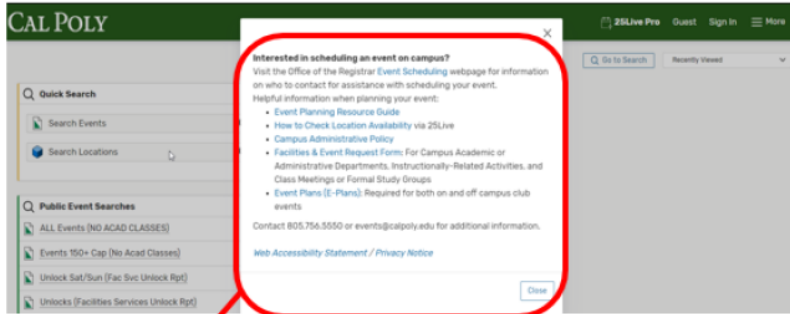 CAL POLY
25Live Pro Guest Sign In More
Go to Search Recently Viewed
Quick Search
Search Events
Search Locations
Public Event Searches
ALL Events (NO ACAD CLASSES)
Events 150+ Cap (No Acad Classes)
Unlock Sat/Sun (Fac Svc Unlock Rpt)
Unlocks (Facilities Services Unlock Rpt)
Interested in scheduling an event on campus?
Visit the Office of the Registrar Event Scheduling webpage for information
on who to contact for assistance with scheduling your event.
Helpful information when planning your event:
• Event Planning Resource Guide
• How to Check Location Availability via 25Live
• Campus Administrative Policy
• Facilities & Event Request Form: For Campus Academic or
Administrative Departments, Instructionally-Related Activities, and
Class Meetings or Formal Study Groups
• Event Plans (E-Plans): Required for both on and off campus club
events
Contact 805.756.5550 or events@calpoly.edu for additional information.
Web Accessibility Statement / Privacy Notice
Close